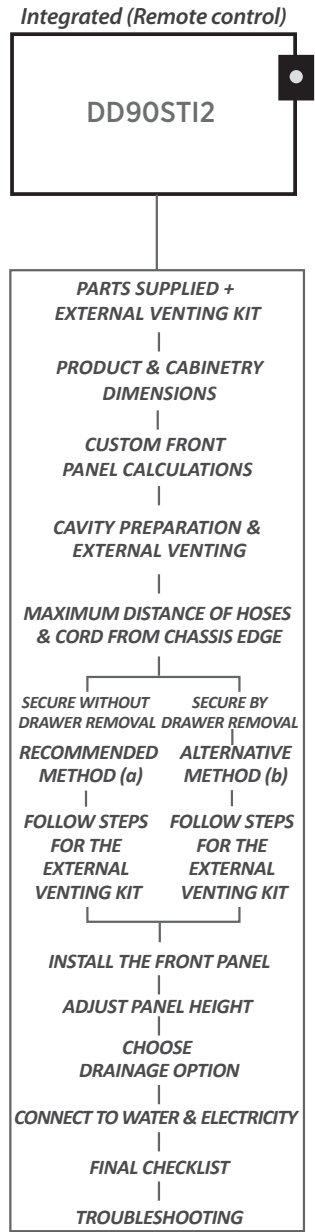 Integrated (Remote control)
DD90STI2
PARTS SUPPLIED +
EXTERNAL VENTING KIT
PRODUCT & CABINETRY
DIMENSIONS
CUSTOM FRONT
PANEL CALCULATIONS
CAVITY PREPARATION &
EXTERNAL VENTING
MAXIMUM DISTANCE OF HOSES
& CORD FROM CHASSIS EDGE
SECURE WITHOUT
DRAWER REMOVAL
RECOMMENDED
METHOD (a)
FOLLOW STEPS
FOR THE
EXTERNAL
VENTING KIT
SECURE BY
DRAWER REMOVAL
ALTERNATIVE
METHOD (b)
FOLLOW STEPS
FOR THE
EXTERNAL
VENTING KIT
INSTALL THE FRONT PANEL
ADJUST PANEL HEIGHT
CHOOSE
DRAINAGE OPTION
CONNECT TO WATER & ELECTRICITY
FINAL CHECKLIST
TROUBLESHOOTING